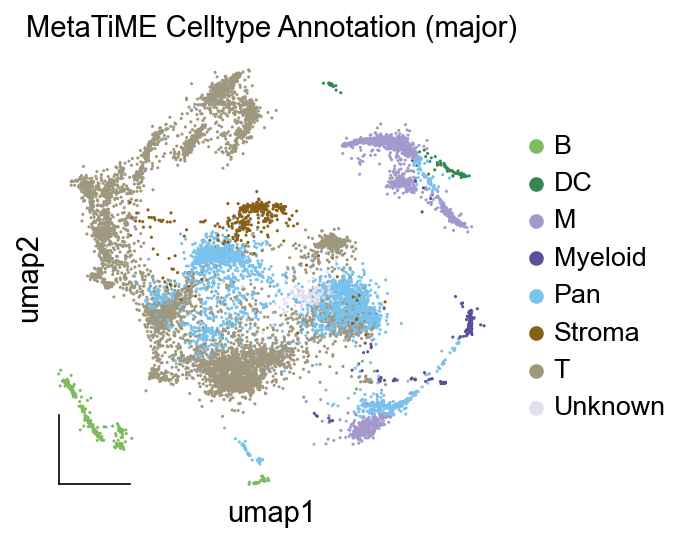 MetaTiME Celltype Annotation (major)
B
DC
M
Myeloid
Pan
Stroma
T
Unknown
umap2
umap1